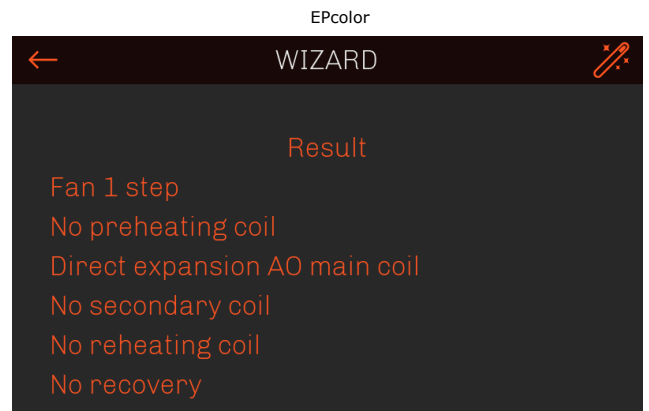 EPcolor
WIZARD
Result
Fan 1 step
No preheating coil
Direct expansion AO main coil
No secondary coil
No reheating coil
No recovery